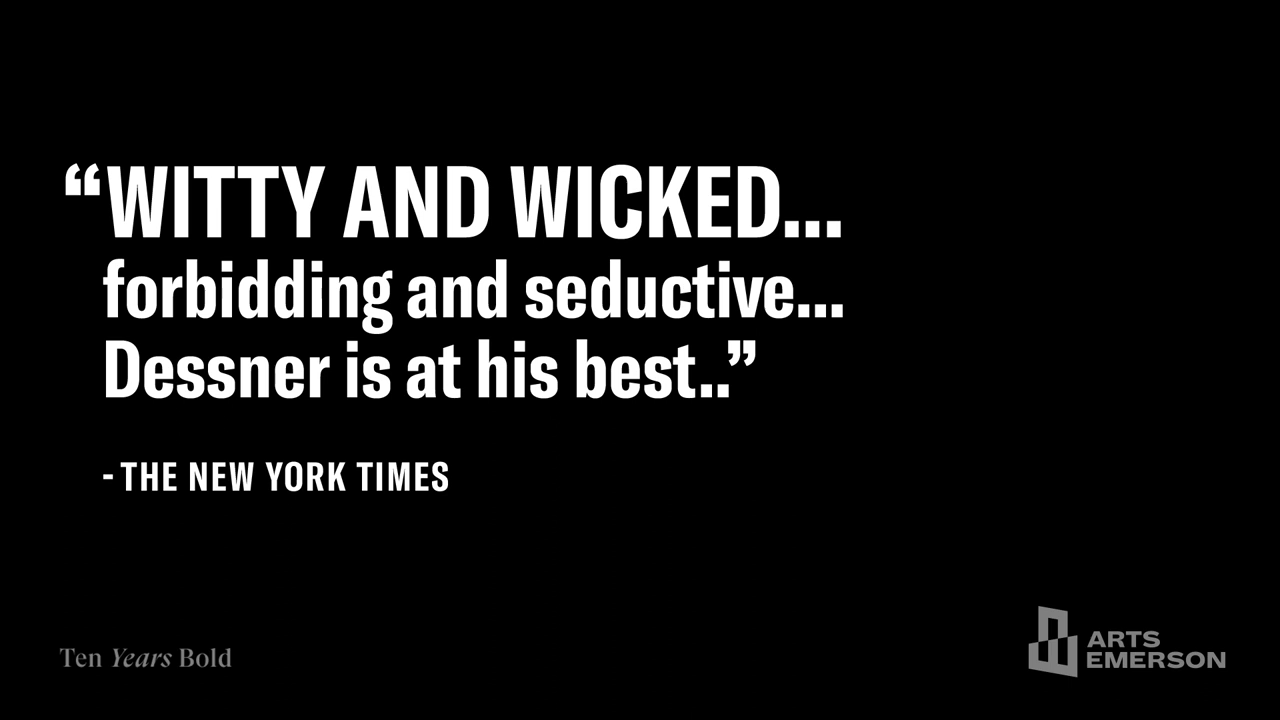 “WITTY AND WICKED...
forbidding and seductive...
Dessner is at his best..”
- THE NEW YORK TIMES
Ten Years Bold
ARTS
EMERSON